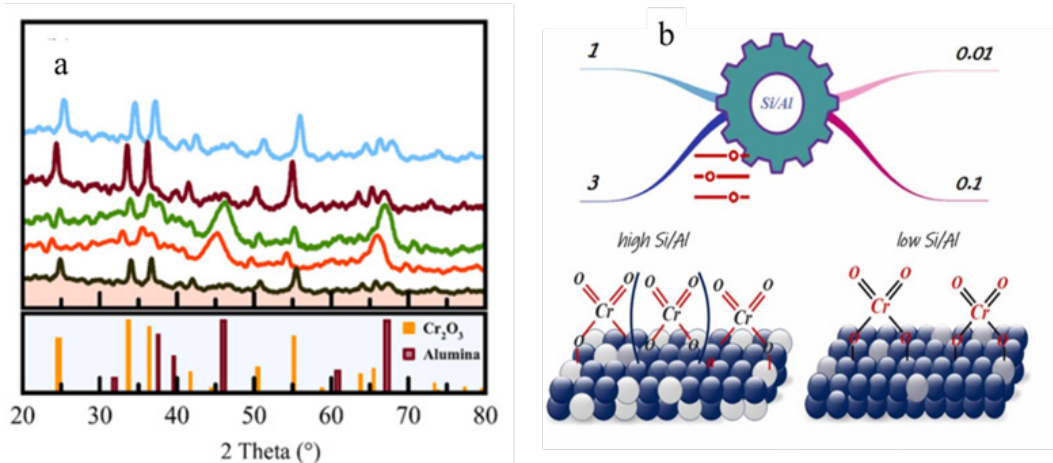 a
Cr₂O₃
Alumina
20 30 40 50 60 70 80
2 Theta (°)
b
1
0.01
Si/Al
3
0.1
high Si/Al
low Si/Al
O O O O O O
Cr Cr Cr
O O O O
O O O O
Cr Cr
O O O O